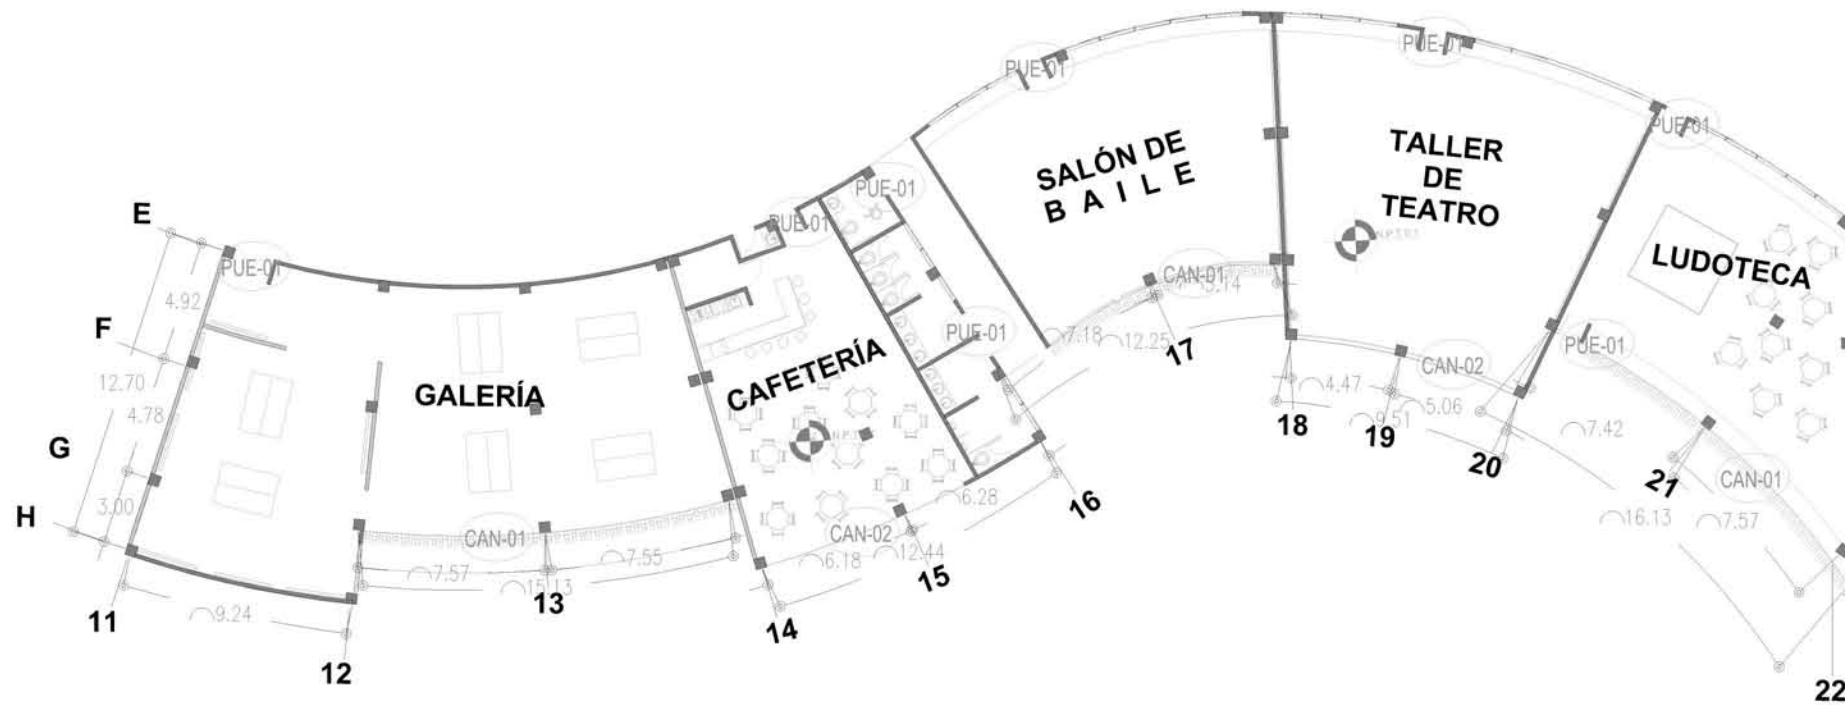 E
F
G
H
4.92
12.70
4.78
3.00
PUE-01
GALERÍA
CAN-01
7.57
7.55
15.13
9.24
11
12
13
14
PUE-01
PUE-01
CAFETERÍA
CAN-02
6.18
12.44
6.28
15
16
PUE-01
PUE-01
SALÓN DE
B A I L E
CAN-01
7.18
12.25
17
PUE-01
TALLER
DE
TEATRO
CAN-02
4.47
9.51
5.06
18
19
20
PUE-01
LUDOTECA
PUE-01
7.42
16.13
7.57
CAN-01
21
22